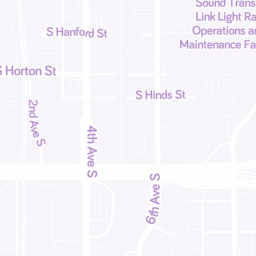 Sound Trans
Link Light Ra
Operations a
Maintenance Fa
S Hanford St
S Horton St
S Hinds St
2nd Ave S
4th Ave S
6th Ave S